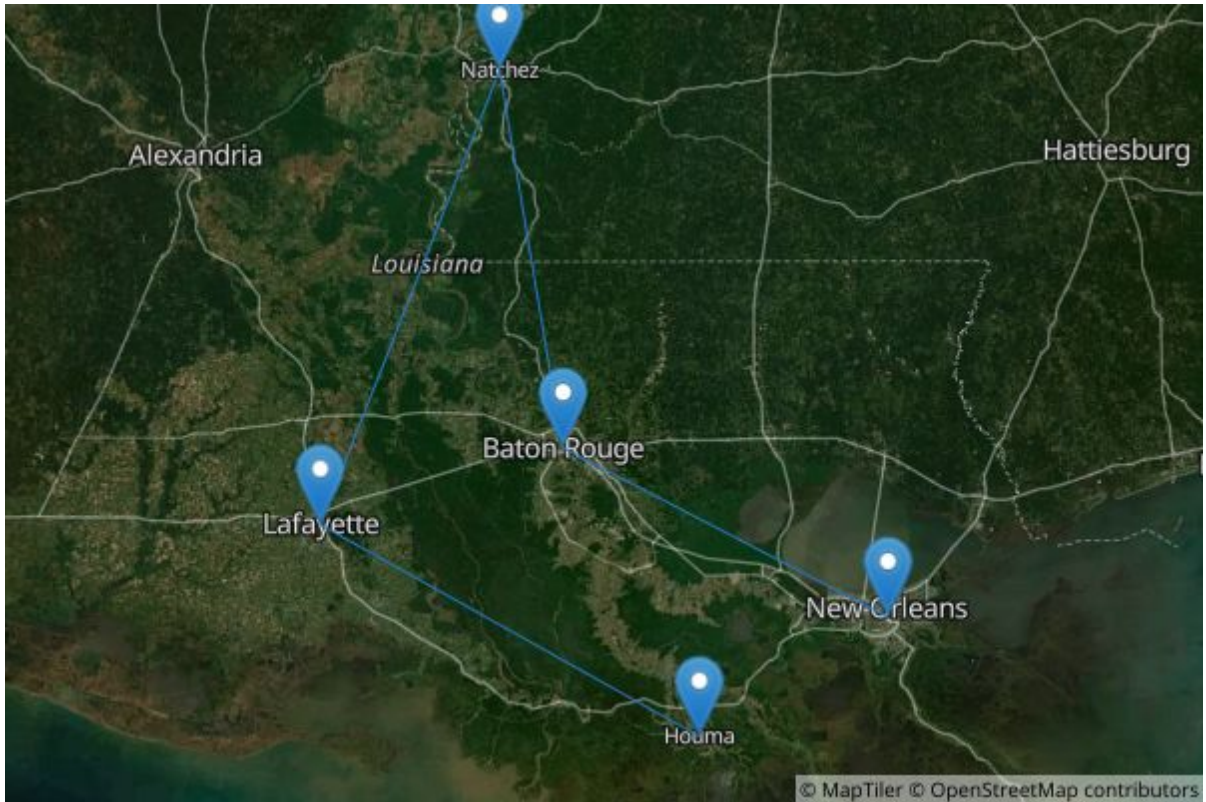 Natchez
Alexandria
Hattiesburg
Louisiana
Baton Rouge
Lafayette
New Orleans
Houma
© MapTiler © OpenStreetMap contributors